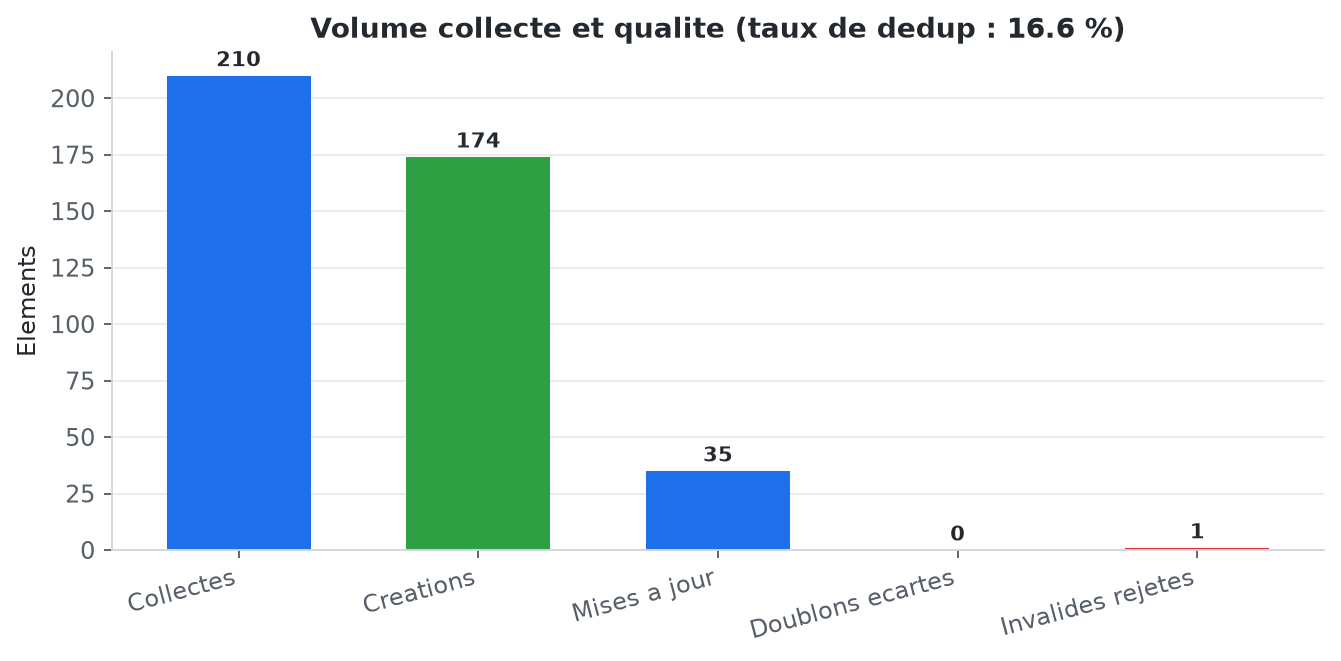 Volume collecte et qualite (taux de dedup : 16.6 %)
210
174
35
0
1
200
175
150
125
100
75
50
25
0
Elements
Collectes
Creations
Mises a jour
Doublons ecartes
Invalides rejetes